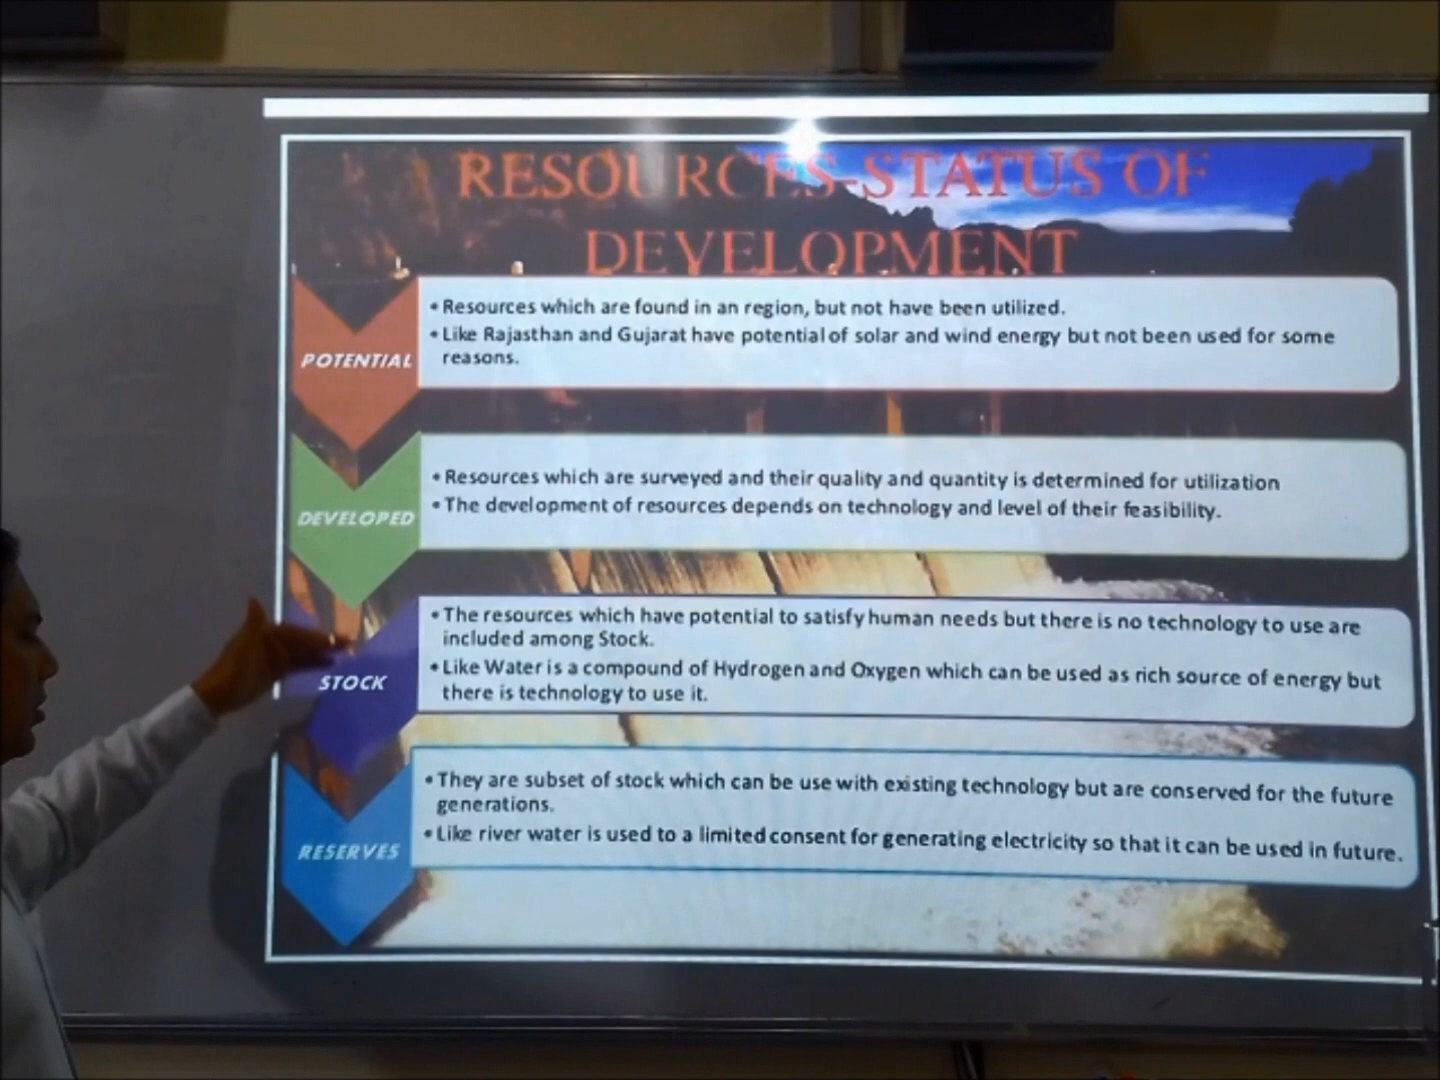 RESOURCES-STATUS OF
DEVELOPMENT
POTENTIAL
• Resources which are found in an region, but not have been utilized.
• Like Rajasthan and Gujarat have potential of solar and wind energy but not been used for some
reasons.
DEVELOPED
• Resources which are surveyed and their quality and quantity is determined for utilization
• The development of resources depends on technology and level of their feasibility.
STOCK
• The resources which have potential to satisfy human needs but there is no technology to use are
included among Stock.
• Like Water is a compound of Hydrogen and Oxygen which can be used as rich source of energy but
there is technology to use it.
RESERVES
• They are subset of stock which can be use with existing technology but are conserved for the future
generations.
• Like river water is used to a limited consent for generating electricity so that it can be used in future.